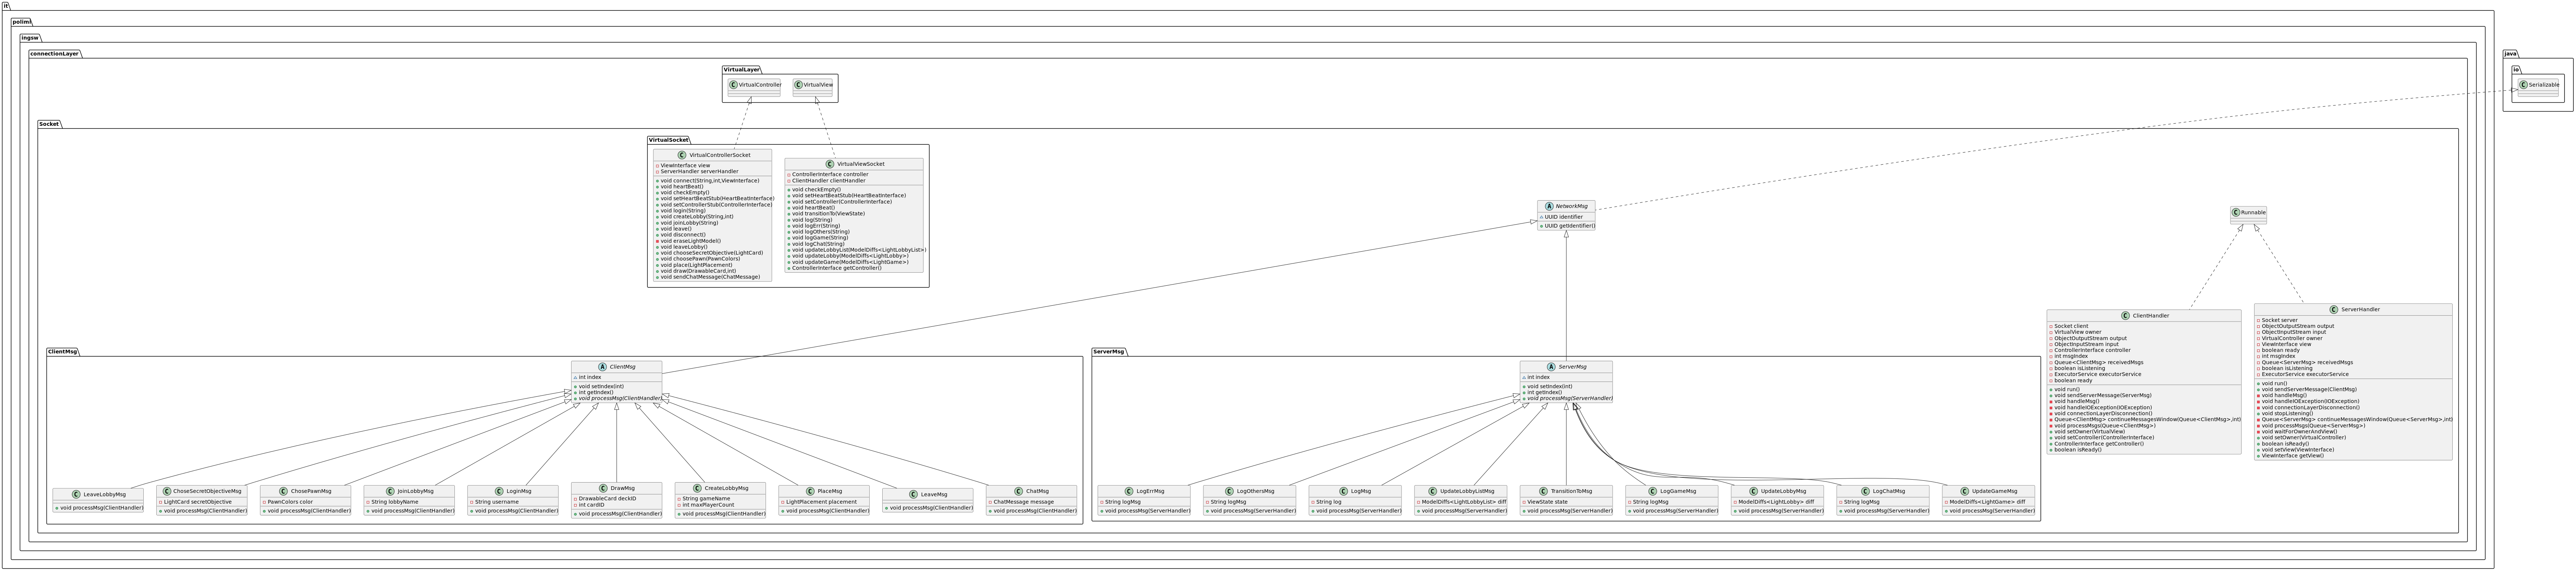 it
polimi
ingsw
connectionLayer
VirtualLayer
VirtualController
VirtualView
java
io
Serializable
Socket
VirtualSocket
VirtualControllerSocket
ViewInterface view
ServerHandler serverHandler
void connect(String,int,ViewInterface)
void heartBeat()
void checkEmpty()
void setHeartBeatStub(HeartBeatInterface)
void setControllerStub(ControllerInterface)
void login(String)
void createLobby(String,int)
void joinLobby(String)
void leave()
void disconnect()
void eraseLightModel()
void leaveLobby()
void chooseSecretObjective(LightCard)
void choosePawn(PawnColors)
void place(LightPlacement)
void draw(DrawableCard,int)
void sendChatMessage(ChatMessage)
VirtualViewSocket
ControllerInterface controller
ClientHandler clientHandler
void checkEmpty()
void setHeartBeatStub(HeartBeatInterface)
void setController(ControllerInterface)
void heartBeat()
void transitionTo(ViewState)
void log(String)
void logErr(String)
void logOthers(String)
void logGame(String)
void logChat(String)
void updateLobbyList(ModelDiffs<LightLobbyList>)
void updateLobby(ModelDiffs<LightLobby>)
void updateGame(ModelDiffs<LightGame>)
ControllerInterface getController()
NetworkMsg
UUID identifier
UUID getIdentifier()
Runnable
ClientHandler
Socket client
VirtualView owner
ObjectOutputStream output
ObjectInputStream input
ControllerInterface controller
int msgIndex
Queue<ClientMsg> receivedMsgs
boolean isListening
ExecutorService executorService
boolean ready
void run()
void sendServerMessage(ServerMsg)
void handleMsg()
void handleIOException(IOException)
void connectionLayerDisconnection()
Queue<ClientMsg> continueMessagesWindow(Queue<ClientMsg>,int)
void processMsgs(Queue<ClientMsg>)
void setOwner(VirtualView)
void setController(ControllerInterface)
ControllerInterface getController()
boolean isReady()
ServerHandler
Socket server
ObjectOutputStream output
ObjectInputStream input
VirtualController owner
ViewInterface view
boolean ready
int msgIndex
Queue<ServerMsg> receivedMsgs
boolean isListening
ExecutorService executorService
void run()
void sendServerMessage(ClientMsg)
void handleMsg()
void handleIOException(IOException)
void connectionLayerDisconnection()
void stopListening()
Queue<ServerMsg> continueMessagesWindow(Queue<ServerMsg>,int)
void processMsgs(Queue<ServerMsg>)
void waitForOwnerAndView()
void setOwner(VirtualController)
boolean isReady()
void setView(ViewInterface)
ViewInterface getView()
ClientMsg
ClientMsg
int index
void setIndex(int)
int getIndex()
void processMsg(ClientHandler)
LeaveLobbyMsg
void processMsg(ClientHandler)
ChoseSecretObjectiveMsg
LightCard secretObjective
void processMsg(ClientHandler)
ChosePawnMsg
PawnColors color
void processMsg(ClientHandler)
JoinLobbyMsg
String lobbyName
void processMsg(ClientHandler)
LoginMsg
String username
void processMsg(ClientHandler)
DrawMsg
DrawableCard deckID
int cardID
void processMsg(ClientHandler)
CreateLobbyMsg
String gameName
int maxPlayerCount
void processMsg(ClientHandler)
PlaceMsg
LightPlacement placement
void processMsg(ClientHandler)
LeaveMsg
void processMsg(ClientHandler)
ChatMsg
ChatMessage message
void processMsg(ClientHandler)
ServerMsg
ServerMsg
int index
void setIndex(int)
int getIndex()
void processMsg(ServerHandler)
LogErrMsg
String logMsg
void processMsg(ServerHandler)
LogOthersMsg
String logMsg
void processMsg(ServerHandler)
LogMsg
String log
void processMsg(ServerHandler)
UpdateLobbyListMsg
ModelDiffs<LightLobbyList> diff
void processMsg(ServerHandler)
TransitionToMsg
ViewState state
void processMsg(ServerHandler)
LogGameMsg
String logMsg
void processMsg(ServerHandler)
UpdateLobbyMsg
ModelDiffs<LightLobby> diff
void processMsg(ServerHandler)
LogChatMsg
String logMsg
void processMsg(ServerHandler)
UpdateGameMsg
ModelDiffs<LightGame> diff
void processMsg(ServerHandler)